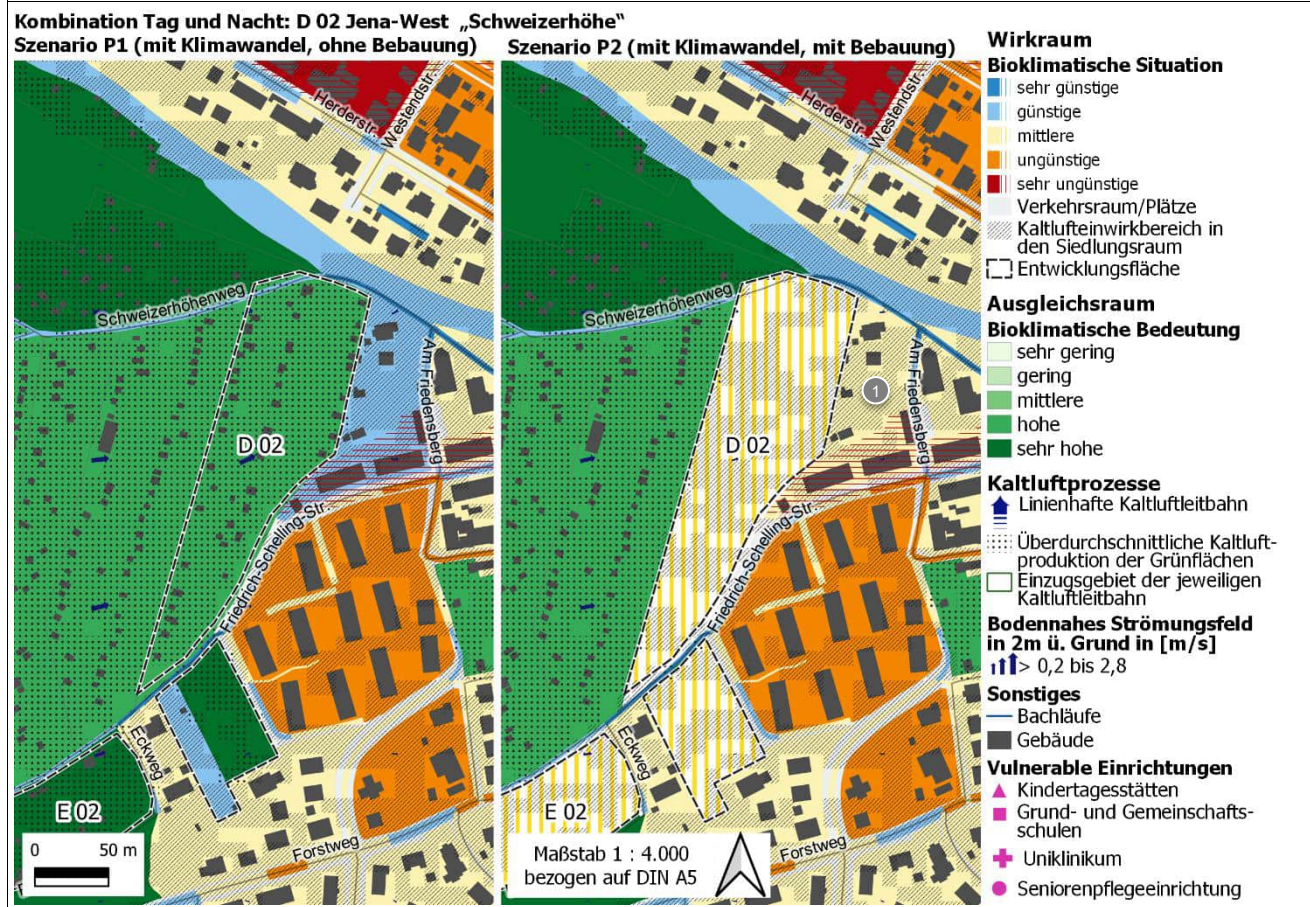 Kombination Tag und Nacht: D 02 Jena-West „Schweizerhöhe“
Szenario P1 (mit Klimawandel, ohne Bebauung)
Szenario P2 (mit Klimawandel, mit Bebauung)
Herderstr.
Westendstr.
Schweizerhöhenweg
Am Friedensberg
D 02
Friedrich-Schelling-Str.
Eckweg
E 02
Forstweg
0 50 m
Herderstr.
Westendstr.
Schweizerhöhenweg
Am Friedensberg
1
D 02
Friedrich-Schelling-Str.
Eckweg
E 02
Forstweg
Maßstab 1 : 4.000
bezogen auf DIN A5
Wirkraum
Bioklimatische Situation
sehr günstige
günstige
mittlere
ungünstige
sehr ungünstige
Verkehrsraum/Plätze
Kaltlufteinwirkbereich in
den Siedlungsraum
Entwicklungsfläche
Ausgleichsraum
Bioklimatische Bedeutung
sehr gering
gering
mittlere
hohe
sehr hohe
Kaltluftprozesse
Linienhafte Kaltluftleitbahn
Überdurchschnittliche Kaltluft-
produktion der Grünflächen
Einzugsgebiet der jeweiligen
Kaltluftleitbahn
Bodennahes Strömungsfeld
in 2m ü. Grund in [m/s]
> 0,2 bis 2,8
Sonstiges
Bachläufe
Gebäude
Vulnerable Einrichtungen
Kindertagesstätten
Grund- und Gemeinschafts-
schulen
Uniklinikum
Seniorenpflegeeinrichtung